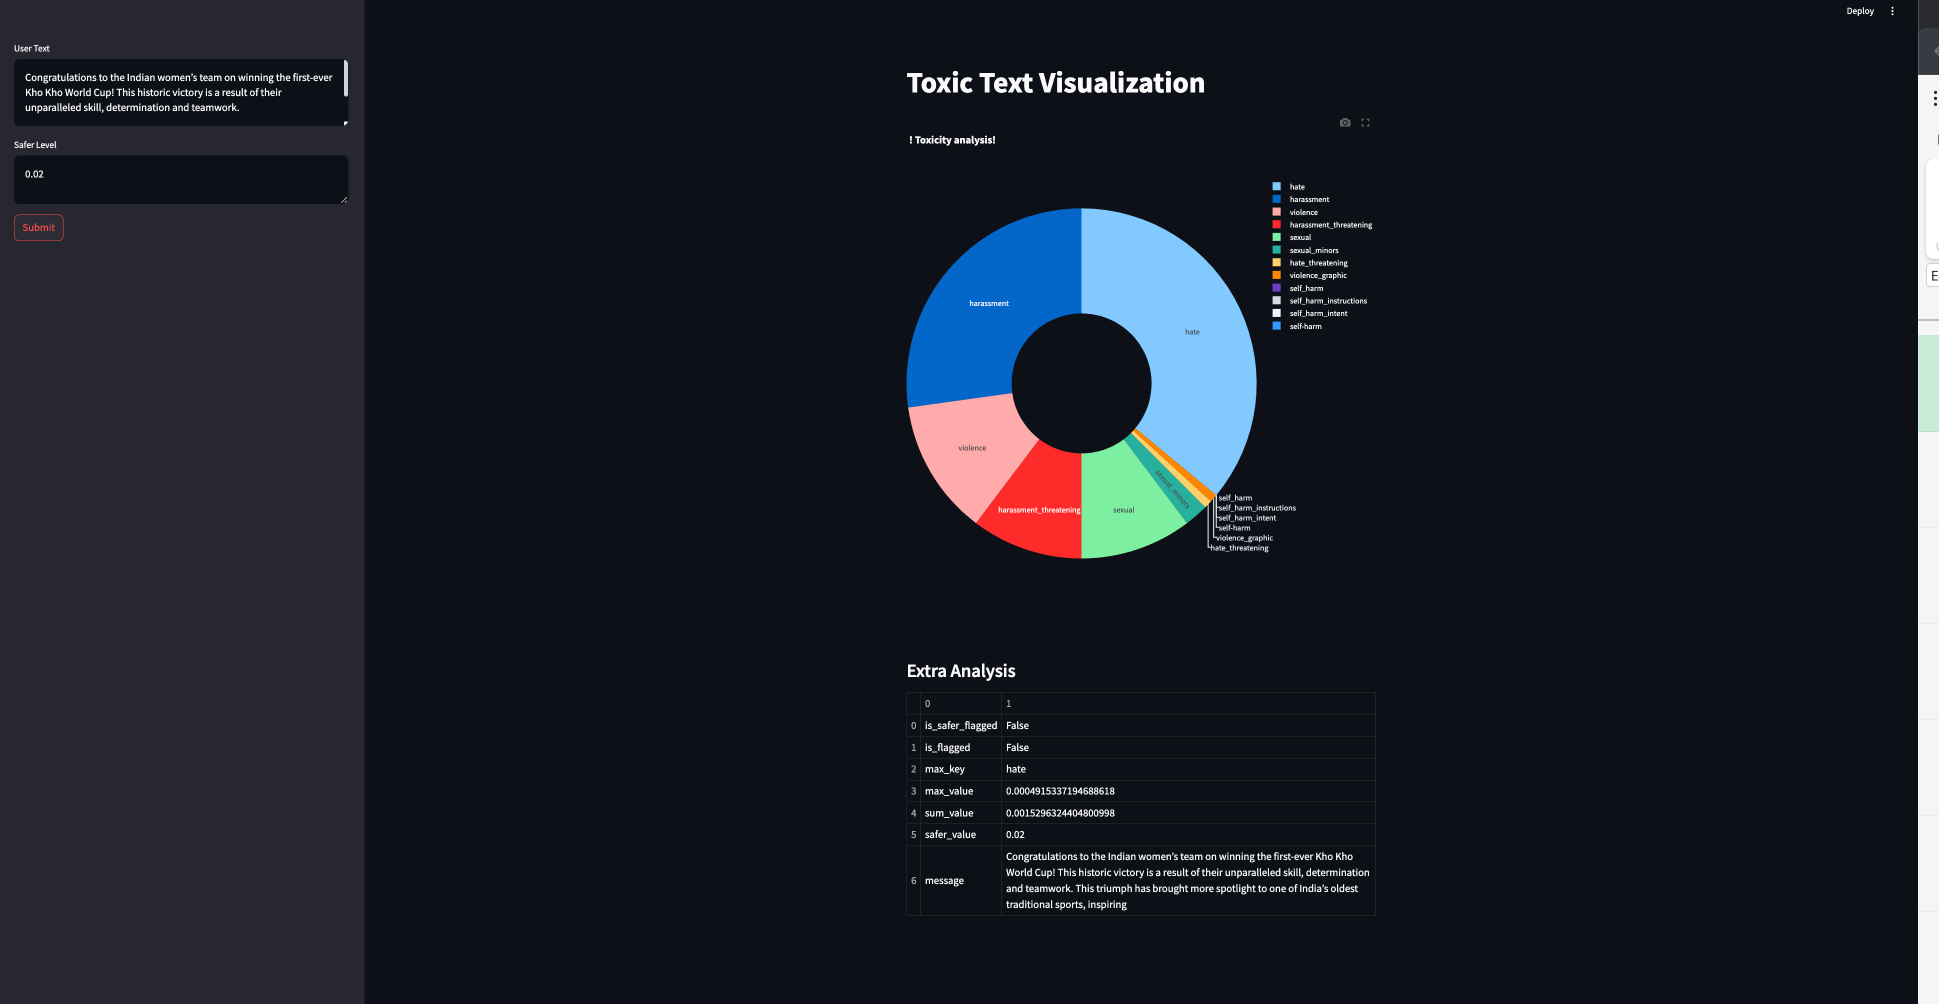 Deploy
User Text
Congratulations to the Indian women's team on winning the first-ever
Kho Kho World Cup! This historic victory is a result of their
unparalleled skill, determination and teamwork.
Safer Level
0.02
Submit
Toxic Text Visualization
! Toxicity analysis!
hate
harassment
violence
harassment_threatening
sexual
sexual_minors
hate_threatening
violence_graphic
self_harm
self_harm_instructions
self_harm_intent
self-harm
harassment
hate
violence
harassment_threatening
sexual
sexual_minors
self_harm
self_harm_instructions
self_harm_intent
self-harm
violence_graphic
hate_threatening
Extra Analysis
0 1
0 is_safer_flagged False
1 is_flagged False
2 max_key hate
3 max_value 0.0004915337194688618
4 sum_value 0.0015296324404800998
5 safer_value 0.02
6 message Congratulations to the Indian women's team on winning the first-ever Kho Kho
World Cup! This historic victory is a result of their unparalleled skill, determination
and teamwork. This triumph has brought more spotlight to one of India's oldest
traditional sports, inspiring